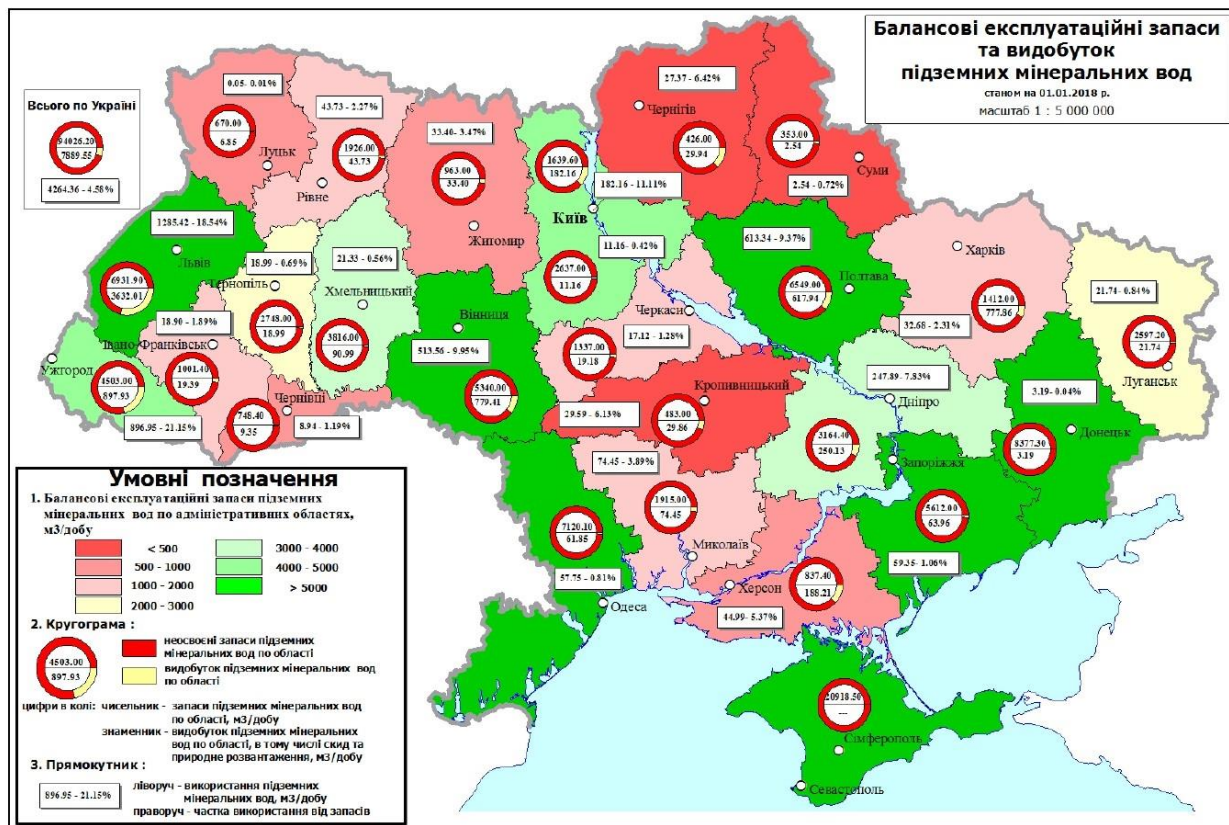 Балансові експлуатаційні запаси
та видобуток
підземних мінеральних вод
станом на 01.01.2018 р.
масштаб 1 : 5 000 000
Всього по Україні
94026.20
7889.55
4264.36 - 4.58%
0.05- 0.01%
670.00
6.85
Луцьк
43.73 - 2.27%
1926.00
43.73
Рівне
33.40- 3.47%
963.00
33.40
Житомир
1639.60
182.16
182.16 - 11.11%
Київ
2637.00
11.16
11.16- 0.42%
27.37 - 6.42%
Чернігів
426.00
29.94
353.00
2.54
Суми
2.54 - 0.72%
1285.42 - 18.54%
Львів
6931.90
3632.01
18.99 - 0.69%
Тернопіль
2748.00
18.99
21.33 - 0.56%
Хмельницький
3816.00
90.99
Вінниця
513.56 - 9.95%
5340.00
779.41
613.34 - 9.37%
Полтава
6549.00
617.94
Харків
1412.00
777.86
32.68 - 2.31%
21.74 - 0.84%
2597.20
21.74
Луганськ
Черкаси
17.12 - 1.28%
1337.00
19.18
18.90 - 1.89%
Івано-Франківськ
1001.40
19.39
Ужгород
4503.00
897.93
896.95 - 21.15%
748.40
9.35
Чернівці
8.94 - 1.19%
Кропивницький
29.59 - 6.13%
483.00
29.86
247.89- 7.83%
Дніпро
3164.40
250.13
3.19- 0.04%
Донецьк
8377.30
3.19
Запоріжжя
5612.00
63.96
59.35- 1.06%
74.45 - 3.89%
1915.00
74.45
Миколаїв
7120.10
61.85
57.75 - 0.81%
Одеса
Херсон
837.40
188.21
44.99- 5.37%
20918.50
---
Сімферополь
Севастополь
Умовні позначення
1. Балансові експлуатаційні запаси підземних
мінеральних вод по адміністративних областях,
м3/добу
< 500
500 - 1000
1000 - 2000
2000 - 3000
3000 - 4000
4000 - 5000
> 5000
2. Кругограма :
4503.00
897.93
неосвоєні запаси підземних
мінеральних вод по області
видобуток підземних мінеральних вод
по області
цифри в колі: чисельник - запаси підземних мінеральних вод
по області, м3/добу
знаменник - видобуток підземних мінеральних
вод по області, в тому числі скид та
природне розвантаження, м3/добу
3. Прямокутник :
896.95 - 21.15%
ліворуч - використання підземних
мінеральних вод, м3/добу
праворуч - частка використання від запасів